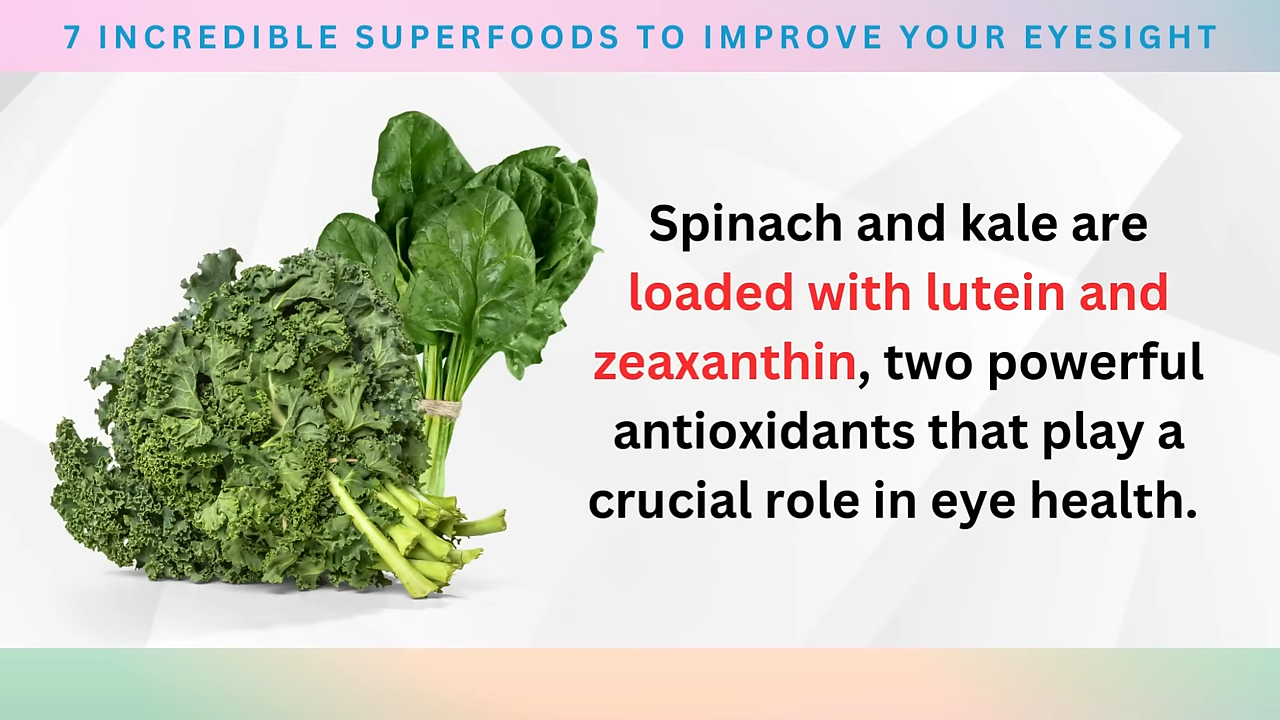 7 INCREDIBLE SUPERFOODS TO IMPROVE YOUR EYESIGHT
Spinach and kale are
loaded with lutein and
zeaxanthin, two powerful
antioxidants that play a
crucial role in eye health.